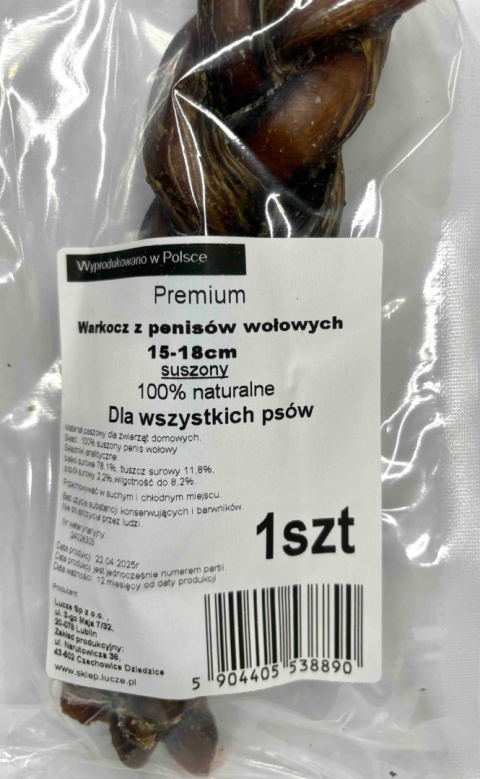 Wyprodukowano w Polsce
Premium
Warkocz z penisów wołowych
15-18cm
suszony
100% naturalne
Dla wszystkich psów
Materiał paszowy dla zwierząt domowych.
Skład: 100% suszony penis wołowy
Składniki analityczne
białko surowe 78,1%, tłuszcz surowy 11,8%,
popiół surowy 2,2%, wilgotność do 8,2%
Przechowywać w suchym i chłodnym miejscu.
Bez użycia substancji konserwujących i barwników.
Nie do spożycia przez ludzi.
Nr weterynaryjny:
1szt
Data produkcji 22.04 2025r.
Data produkcji jest jednocześnie numerem partii.
Data ważności: 12 miesięcy od daty produkcji
Producent:
Lucze Sp z o.o. ,
ul. 3-go Maja 7/32,
20-078 Lublin
Zakład produkcyjny:
ul. Narutowicza 36,
43-502 Czechowice Dziedzice
www.sklep.lucze.pl
5 904405 538890